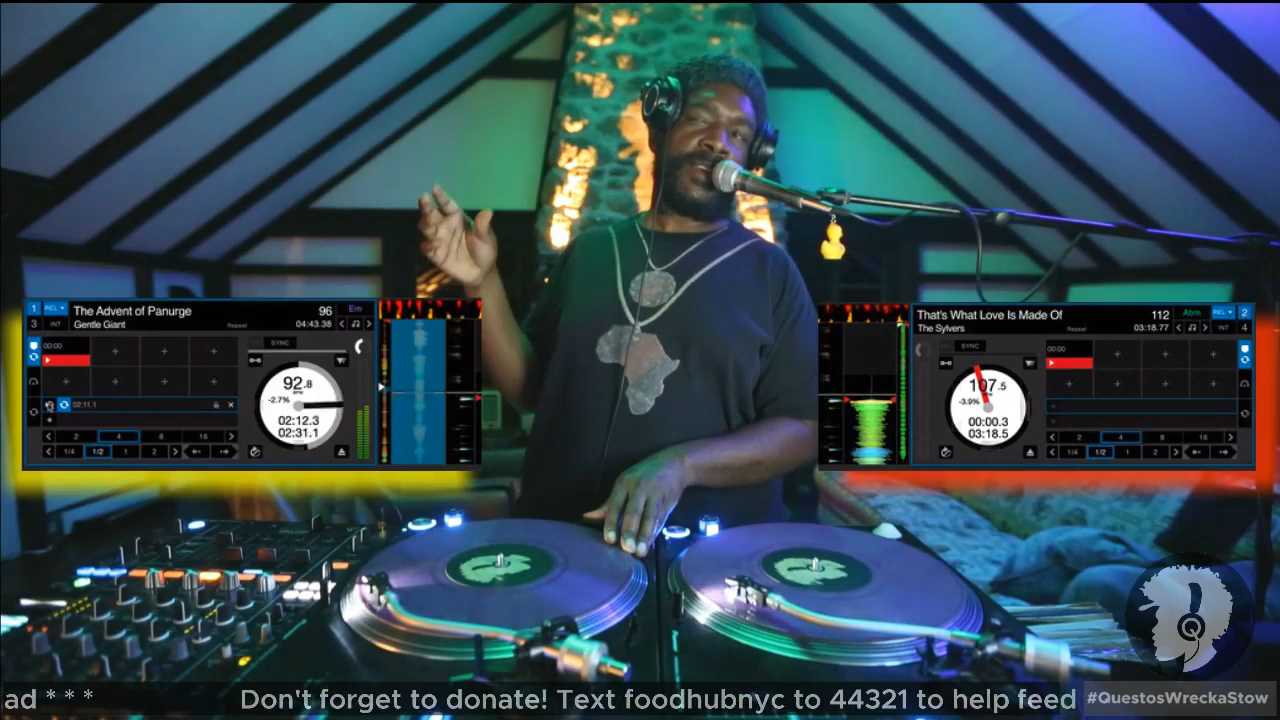 1 REL The Advent of Panurge 96 Em
3 INT Gentle Giant Repeat 04:43.38
SYNC
00:00
92.8
BPM
-2.7%
02:12.3
02:31.1
02:11.1
2 4 8 16
1/4 1/2 1 2
That's What Love Is Made Of 112 Abm REL 2
The Sylvers Repeat 03:18.77 INT 4
SYNC
00:00
107.5
-3.9%
00:00.3
03:18.5
2 4 8 16
1/4 1/2 1 2
ad * * * Don't forget to donate! Text foodhubnyc to 44321 to help feed
#QuestosWreckaStow